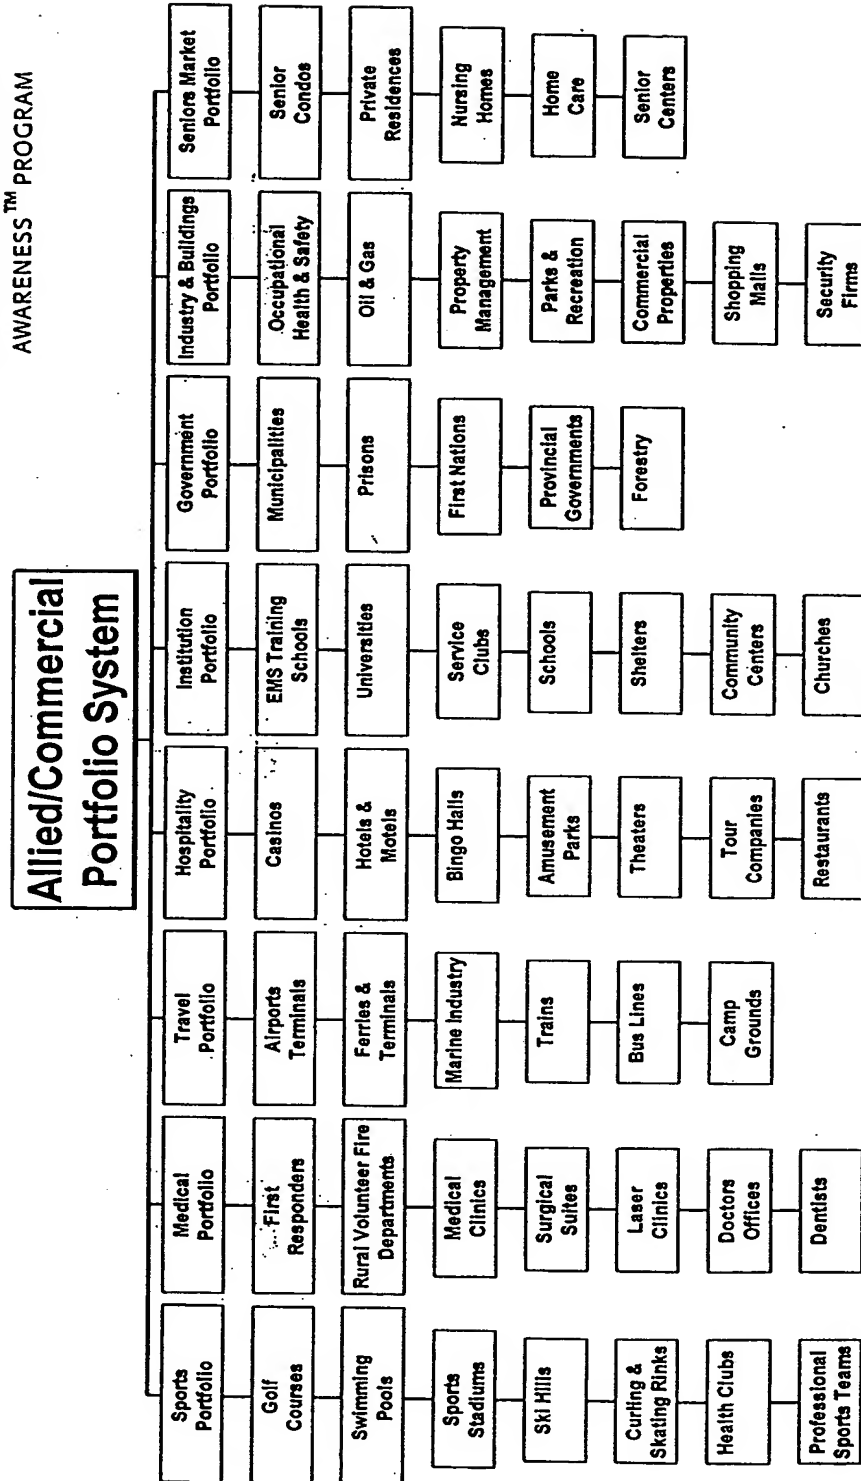 AWARENESS™ PROGRAM
Allied/Commercial
Portfolio System
Sports
Portfolio
Golf
Courses
Swimming
Pools
Sports
Stadiums
Ski Hills
Curling &
Skating Rinks
Health Clubs
Professional
Sports Teams
Medical
Portfolio
First
Responders
Rural Volunteer Fire
Departments
Medical
Clinics
Surgical
Suites
Laser
Clinics
Doctors
Offices
Dentists
Travel
Portfolio
Airports
Terminals
Ferries &
Terminals
Marine Industry
Trains
Bus Lines
Camp
Grounds
Hospitality
Portfolio
Casinos
Hotels &
Motels
Bingo Halls
Amusement
Parks
Theaters
Tour
Companies
Restaurants
Institution
Portfolio
EMS Training
Schools
Universities
Service
Clubs
Schools
Shelters
Community
Centers
Churches
Government
Portfolio
Municipalities
Prisons
First Nations
Provincial
Governments
Forestry
Industry & Buildings
Portfolio
Occupational
Health & Safety
Oil & Gas
Property
Management
Parks &
Recreation
Commercial
Properties
Shopping
Malls
Security
Firms
Seniors Market
Portfolio
Senior
Condos
Private
Residences
Nursing
Homes
Home
Care
Senior
Centers